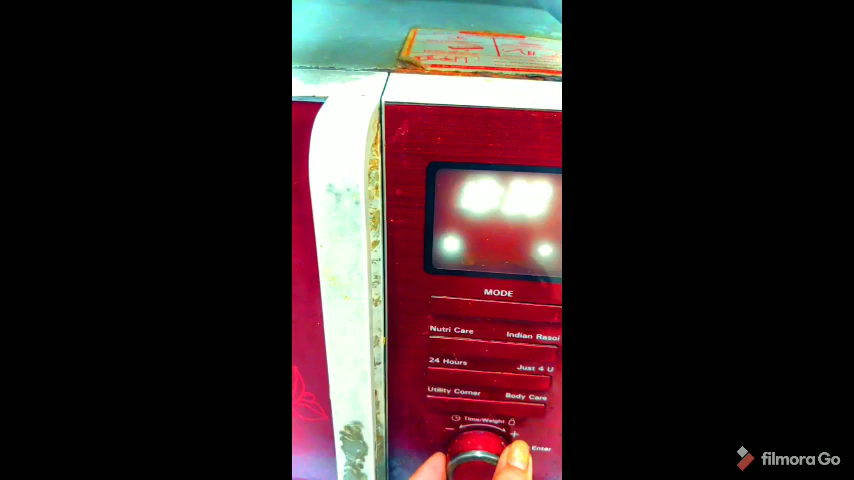 MODE
Nutri Care Indian Rasoi
24 Hours Just 4 U
Utility Corner Body Care
Time/Weight
- +
Enter
filmora Go